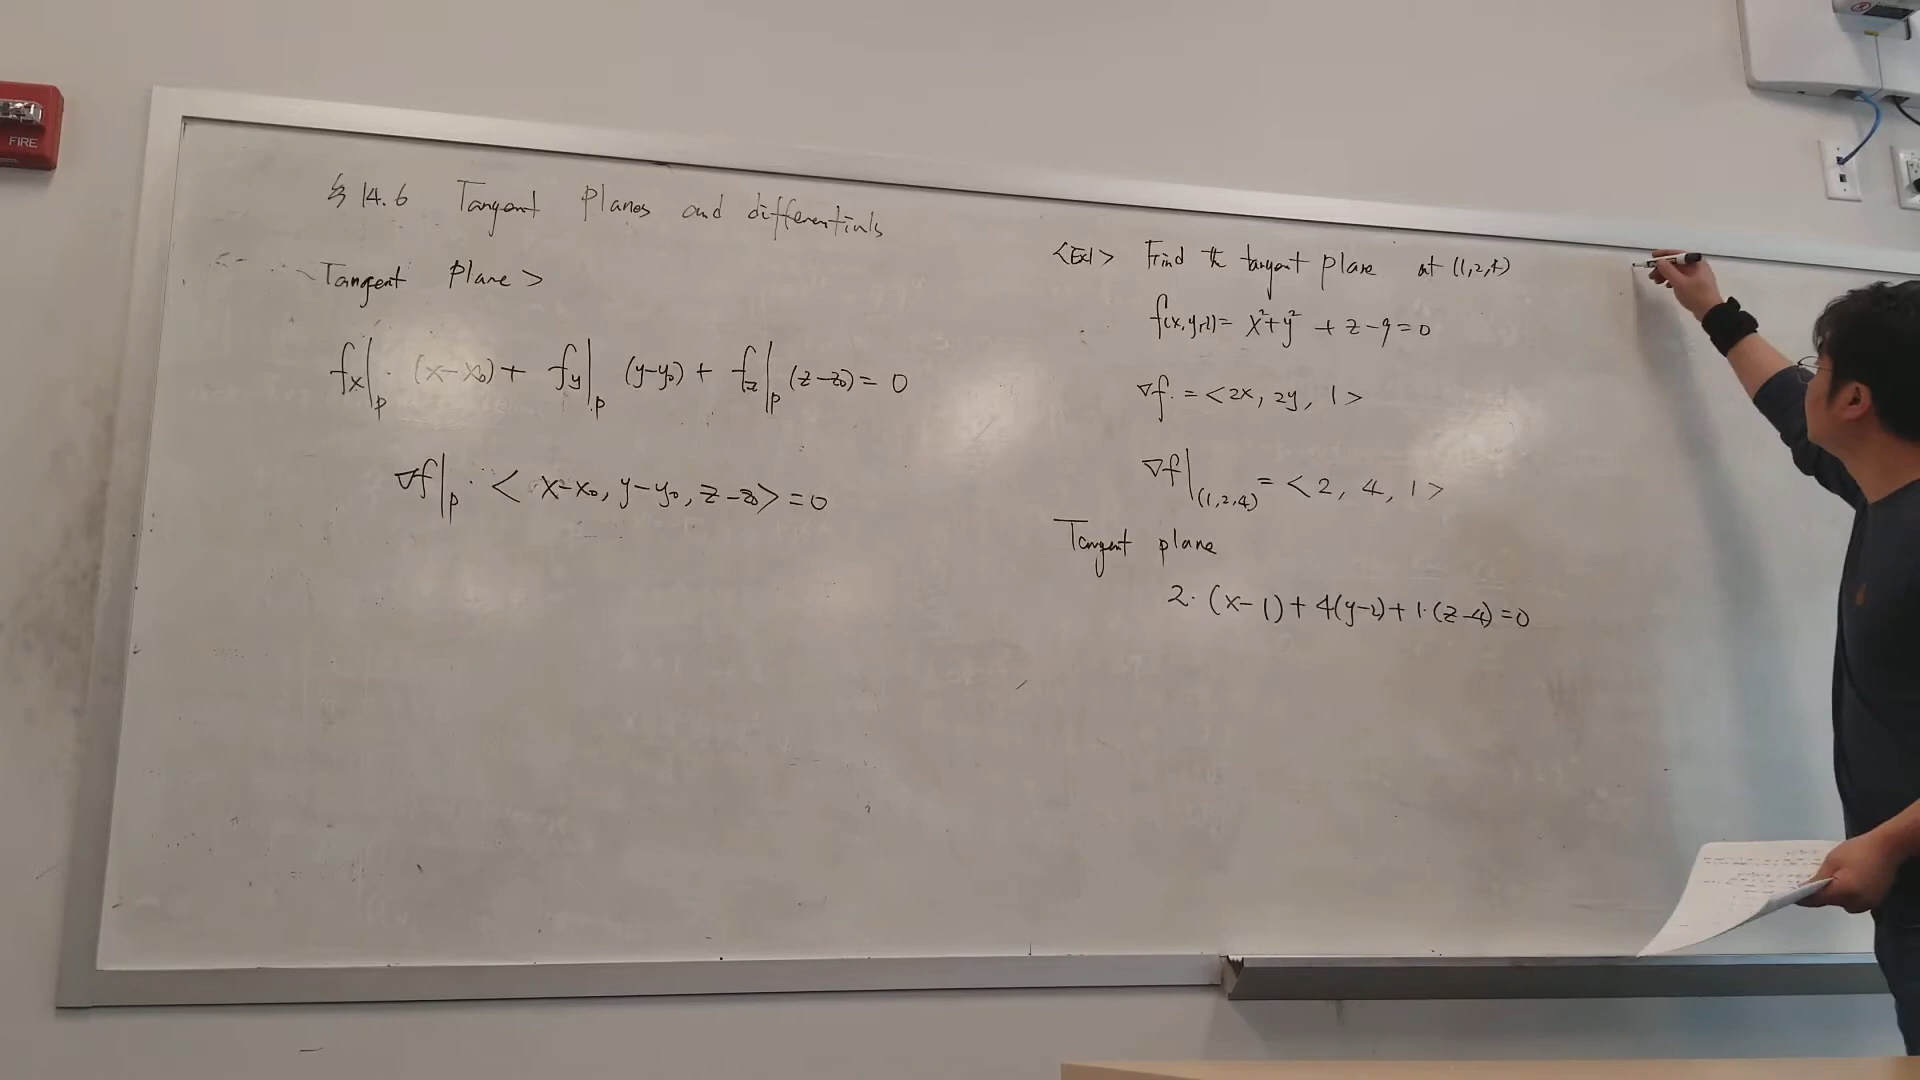 FIRE
§ 14.6 Tangent Planes and differentials
Tangent Plane >
fx|p · (x-x₀) + fy|p (y-y₀) + fz|p (z-z₀) = 0
∇f|p · < x-x₀, y-y₀, z-z₀> = 0
<Ex1> Find the tangent plane at (1,2,4)
f(x,y,z) = x²+y² + z-9=0
∇f = <2x, 2y, 1>
∇f|(1,2,4) = <2, 4, 1>
Tangent plane
2· (x-1) + 4(y-2) + 1·(z-4) = 0